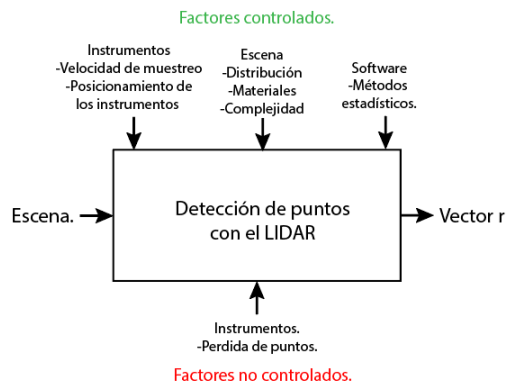 Factores controlados.
Instrumentos
-Velocidad de muestreo
-Posicionamiento de
los instrumentos
Escena
-Distribución
-Materiales
-Complejidad
Software
-Métodos
estadísticos.
Escena.
Detección de puntos
con el LIDAR
Vector r
Instrumentos.
-Perdida de puntos.
Factores no controlados.